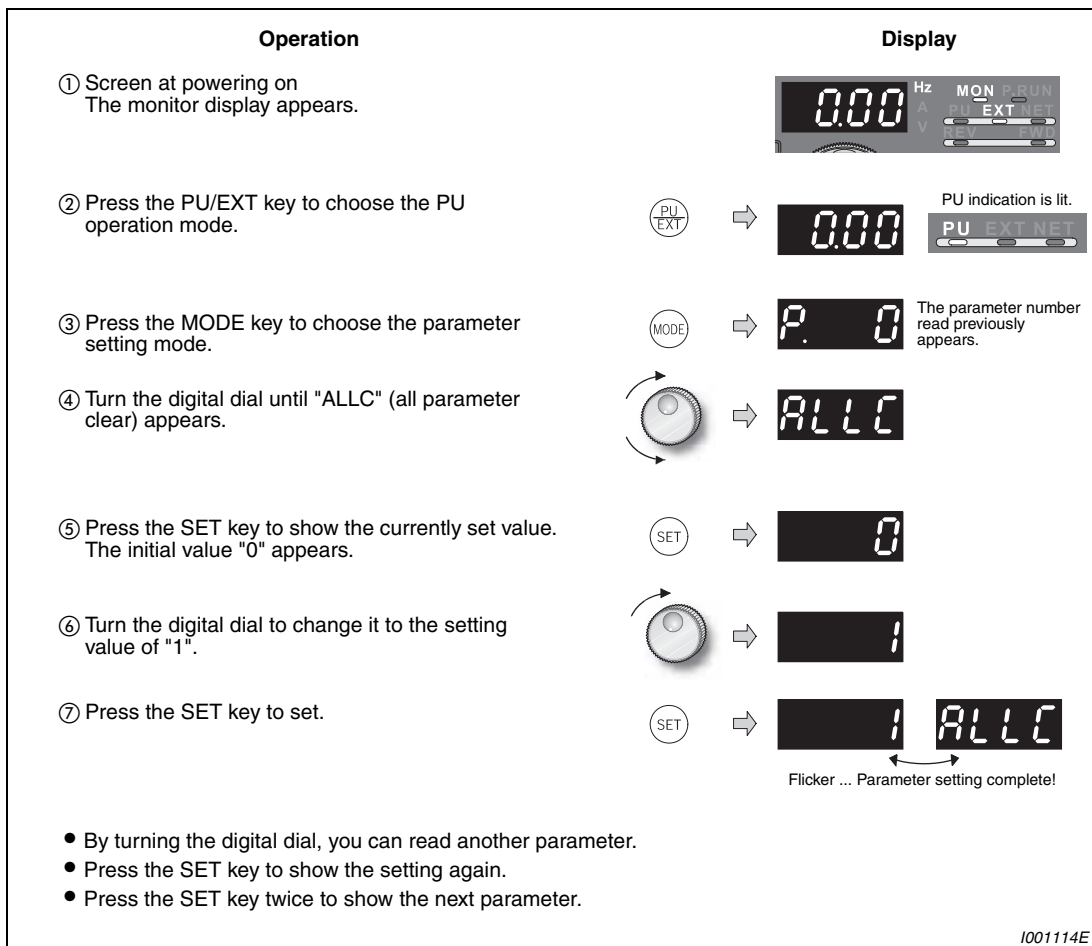 Operation
Display
① Screen at powering on
The monitor display appears.
0.00
Hz
A
V
MON P.RUN
PU EXT NET
REV FWD
② Press the PU/EXT key to choose the PU
operation mode.
PU
EXT
0.00
PU indication is lit.
PU EXT NET
③ Press the MODE key to choose the parameter
setting mode.
MODE
P. 0
The parameter number
read previously
appears.
④ Turn the digital dial until "ALLC" (all parameter
clear) appears.
ALLC
⑤ Press the SET key to show the currently set value.
The initial value "0" appears.
SET
0
⑥ Turn the digital dial to change it to the setting
value of "1".
1
⑦ Press the SET key to set.
SET
1 ALLC
Flicker ... Parameter setting complete!
• By turning the digital dial, you can read another parameter.
• Press the SET key to show the setting again.
• Press the SET key twice to show the next parameter.
I001114E